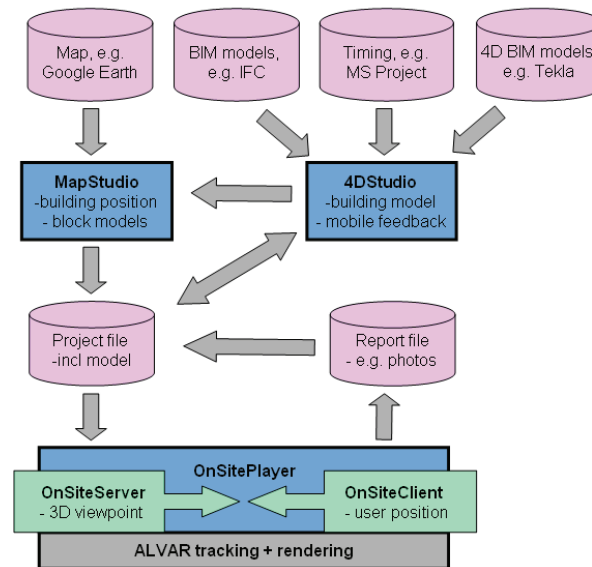 Map, e.g.
Google Earth
BIM models,
e.g. IFC
Timing, e.g.
MS Project
4D BIM models
e.g. Tekla
MapStudio
-building position
- block models
4DStudio
-building model
- mobile feedback
Project file
-incl model
Report file
- e.g. photos
OnSitePlayer
OnSiteServer
- 3D viewpoint
OnSiteClient
- user position
ALVAR tracking + rendering